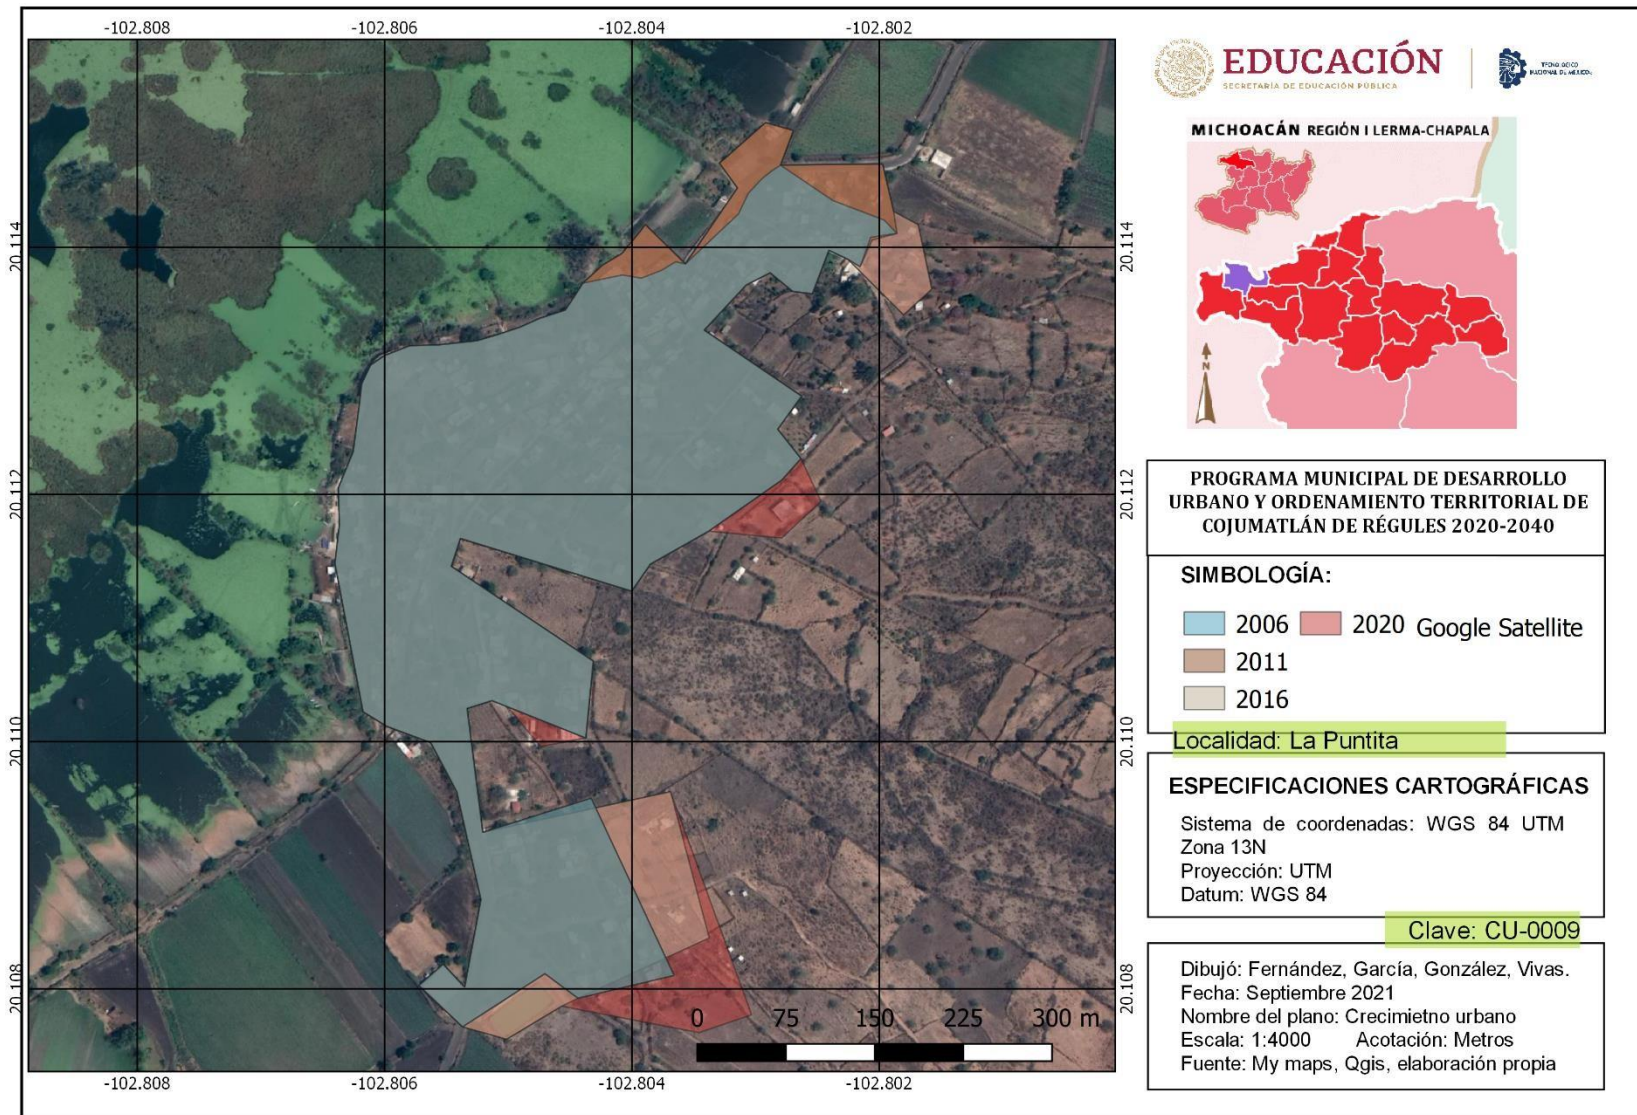 -102.808 -102.806 -102.804 -102.802
20.114 20.114
20.112 20.112
20.110 20.110
20.108 20.108
0 75 150 225 300 m
-102.808 -102.806 -102.804 -102.802
EDUCACIÓN
SECRETARÍA DE EDUCACIÓN PÚBLICA
TECNOLÓGICO
NACIONAL DE MÉXICO
MICHOACÁN REGIÓN I LERMA-CHAPALA
N
PROGRAMA MUNICIPAL DE DESARROLLO
URBANO Y ORDENAMIENTO TERRITORIAL DE
COJUMATLÁN DE RÉGULES 2020-2040
SIMBOLOGÍA:
2006 2020 Google Satellite
2011
2016
Localidad: La Puntita
ESPECIFICACIONES CARTOGRÁFICAS
Sistema de coordenadas: WGS 84 UTM
Zona 13N
Proyección: UTM
Datum: WGS 84
Clave: CU-0009
Dibujó: Fernández, García, González, Vivas.
Fecha: Septiembre 2021
Nombre del plano: Crecimietno urbano
Escala: 1:4000 Acotación: Metros
Fuente: My maps, Qgis, elaboración propia